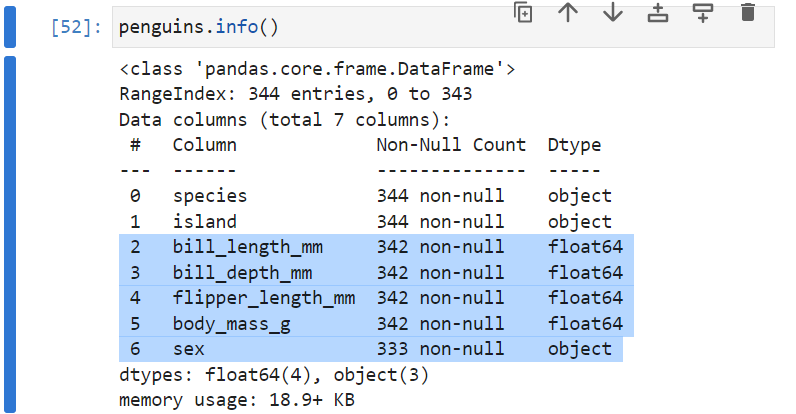 [52]: penguins.info()
<class 'pandas.core.frame.DataFrame'>
RangeIndex: 344 entries, 0 to 343
Data columns (total 7 columns):
 #   Column             Non-Null Count  Dtype
---  ------             --------------  -----
 0   species            344 non-null    object
 1   island             344 non-null    object
 2   bill_length_mm     342 non-null    float64
 3   bill_depth_mm      342 non-null    float64
 4   flipper_length_mm  342 non-null    float64
 5   body_mass_g        342 non-null    float64
 6   sex                333 non-null    object
dtypes: float64(4), object(3)
memory usage: 18.9+ KB